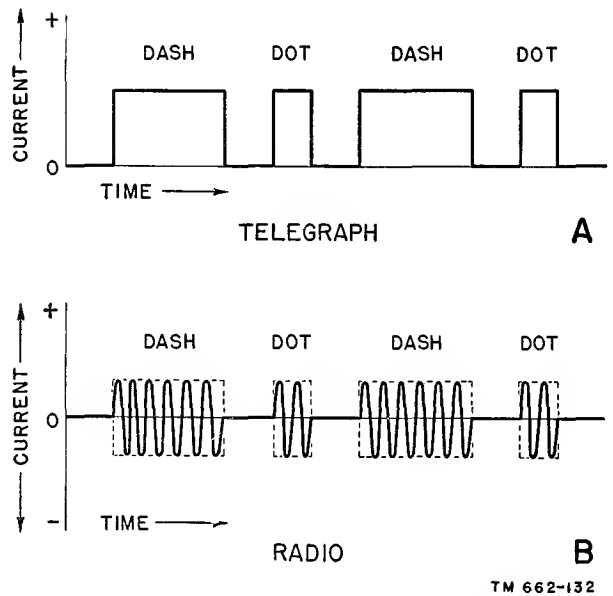 +
DASH DOT DASH DOT
CURRENT
0
TIME
TELEGRAPH
A
+
DASH DOT DASH DOT
CURRENT
0
-
TIME
RADIO
B
TM 662-132